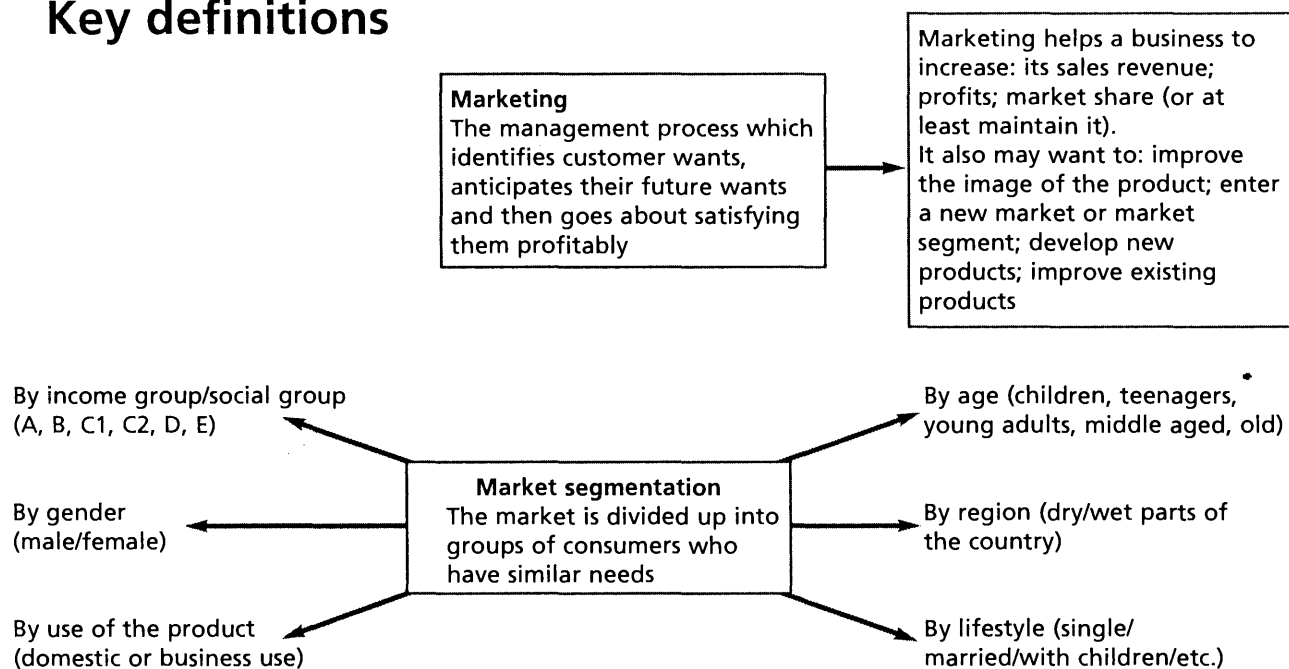 Key definitions
Marketing
The management process which
identifies customer wants,
anticipates their future wants
and then goes about satisfying
them profitably
Marketing helps a business to
increase: its sales revenue;
profits; market share (or at
least maintain it).
It also may want to: improve
the image of the product; enter
a new market or market
segment; develop new
products; improve existing
products
By income group/social group
(A, B, C1, C2, D, E)
By gender
(male/female)
By use of the product
(domestic or business use)
Market segmentation
The market is divided up into
groups of consumers who
have similar needs
By age (children, teenagers,
young adults, middle aged, old)
By region (dry/wet parts of
the country)
By lifestyle (single/
married/with children/etc.)